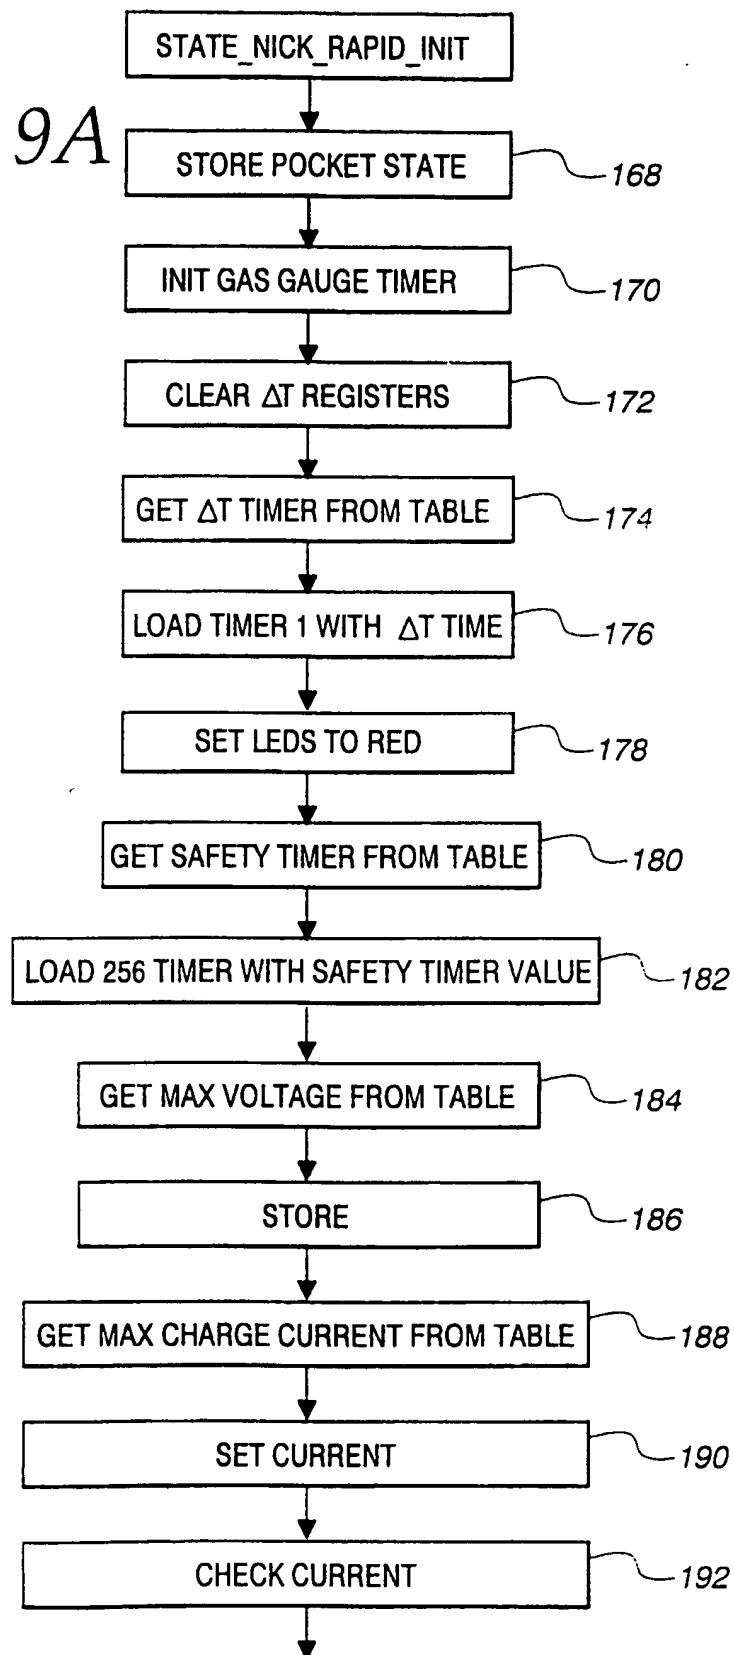 STATE_NICK_RAPID_INIT
9A
STORE POCKET STATE 168
INIT GAS GAUGE TIMER 170
CLEAR ΔT REGISTERS 172
GET ΔT TIMER FROM TABLE 174
LOAD TIMER 1 WITH ΔT TIME 176
SET LEDS TO RED 178
GET SAFETY TIMER FROM TABLE 180
LOAD 256 TIMER WITH SAFETY TIMER VALUE 182
GET MAX VOLTAGE FROM TABLE 184
STORE 186
GET MAX CHARGE CURRENT FROM TABLE 188
SET CURRENT 190
CHECK CURRENT 192